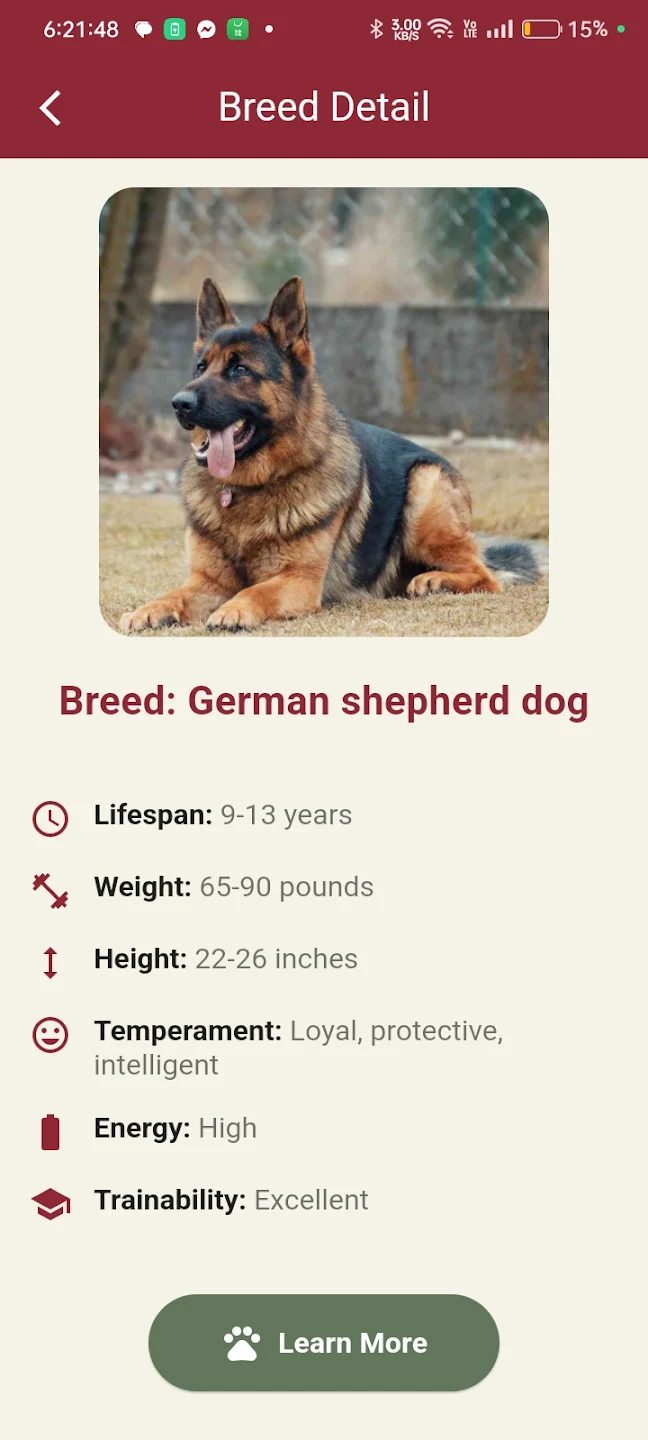 6:21:48 3.00 KB/S Vo LTE 15%
Breed Detail
Breed: German shepherd dog
Lifespan: 9-13 years
Weight: 65-90 pounds
Height: 22-26 inches
Temperament: Loyal, protective,
intelligent
Energy: High
Trainability: Excellent
Learn More